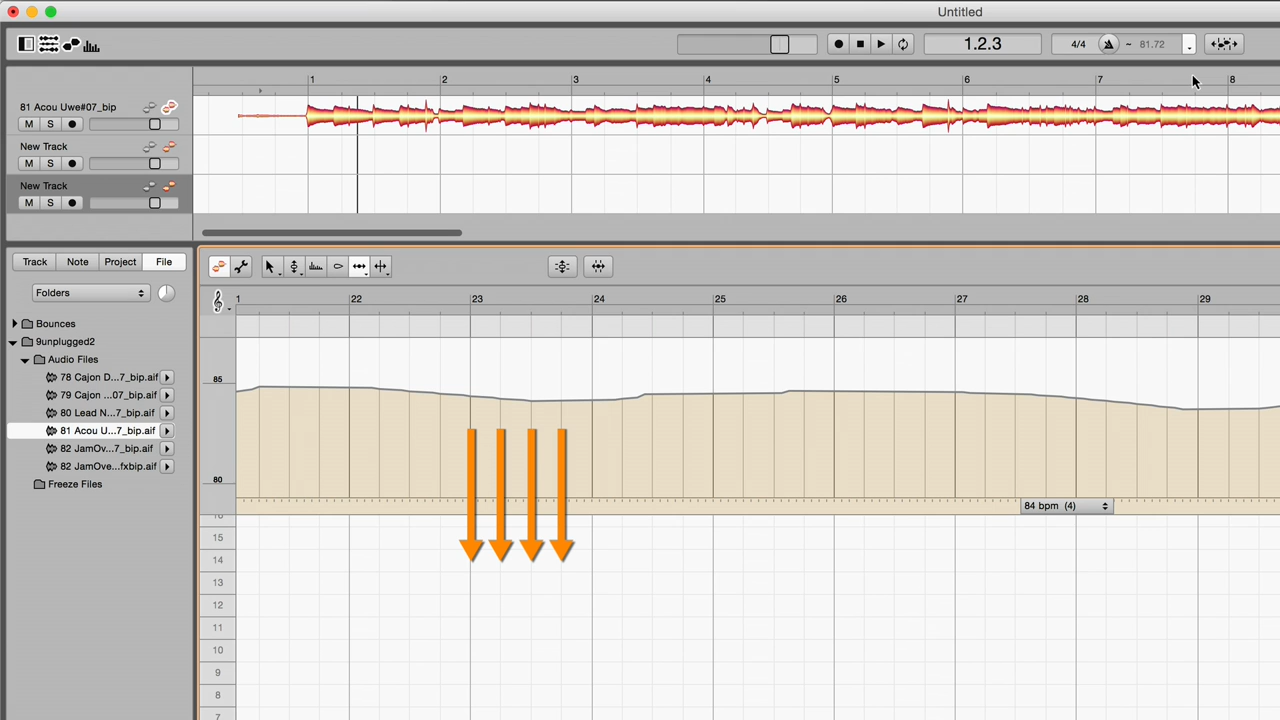 Untitled
1.2.3
4/4
~ 81.72
1 2 3 4 5 6 7 8
81 Acou Uwe#07_bip
M S
New Track
M S
New Track
M S
Track Note Project File
Folders
Bounces
9unplugged2
Audio Files
78 Cajon D...7_bip.aif
79 Cajon ...07_bip.aif
80 Lead N...7_bip.aif
81 Acou U...7_bip.aif
82 JamOv...7_bip.aif
82 JamOve...fxbip.aif
Freeze Files
1 22 23 24 25 26 27 28 29
85
80
84 bpm (4)
16
15
14
13
12
11
10
9
8
7